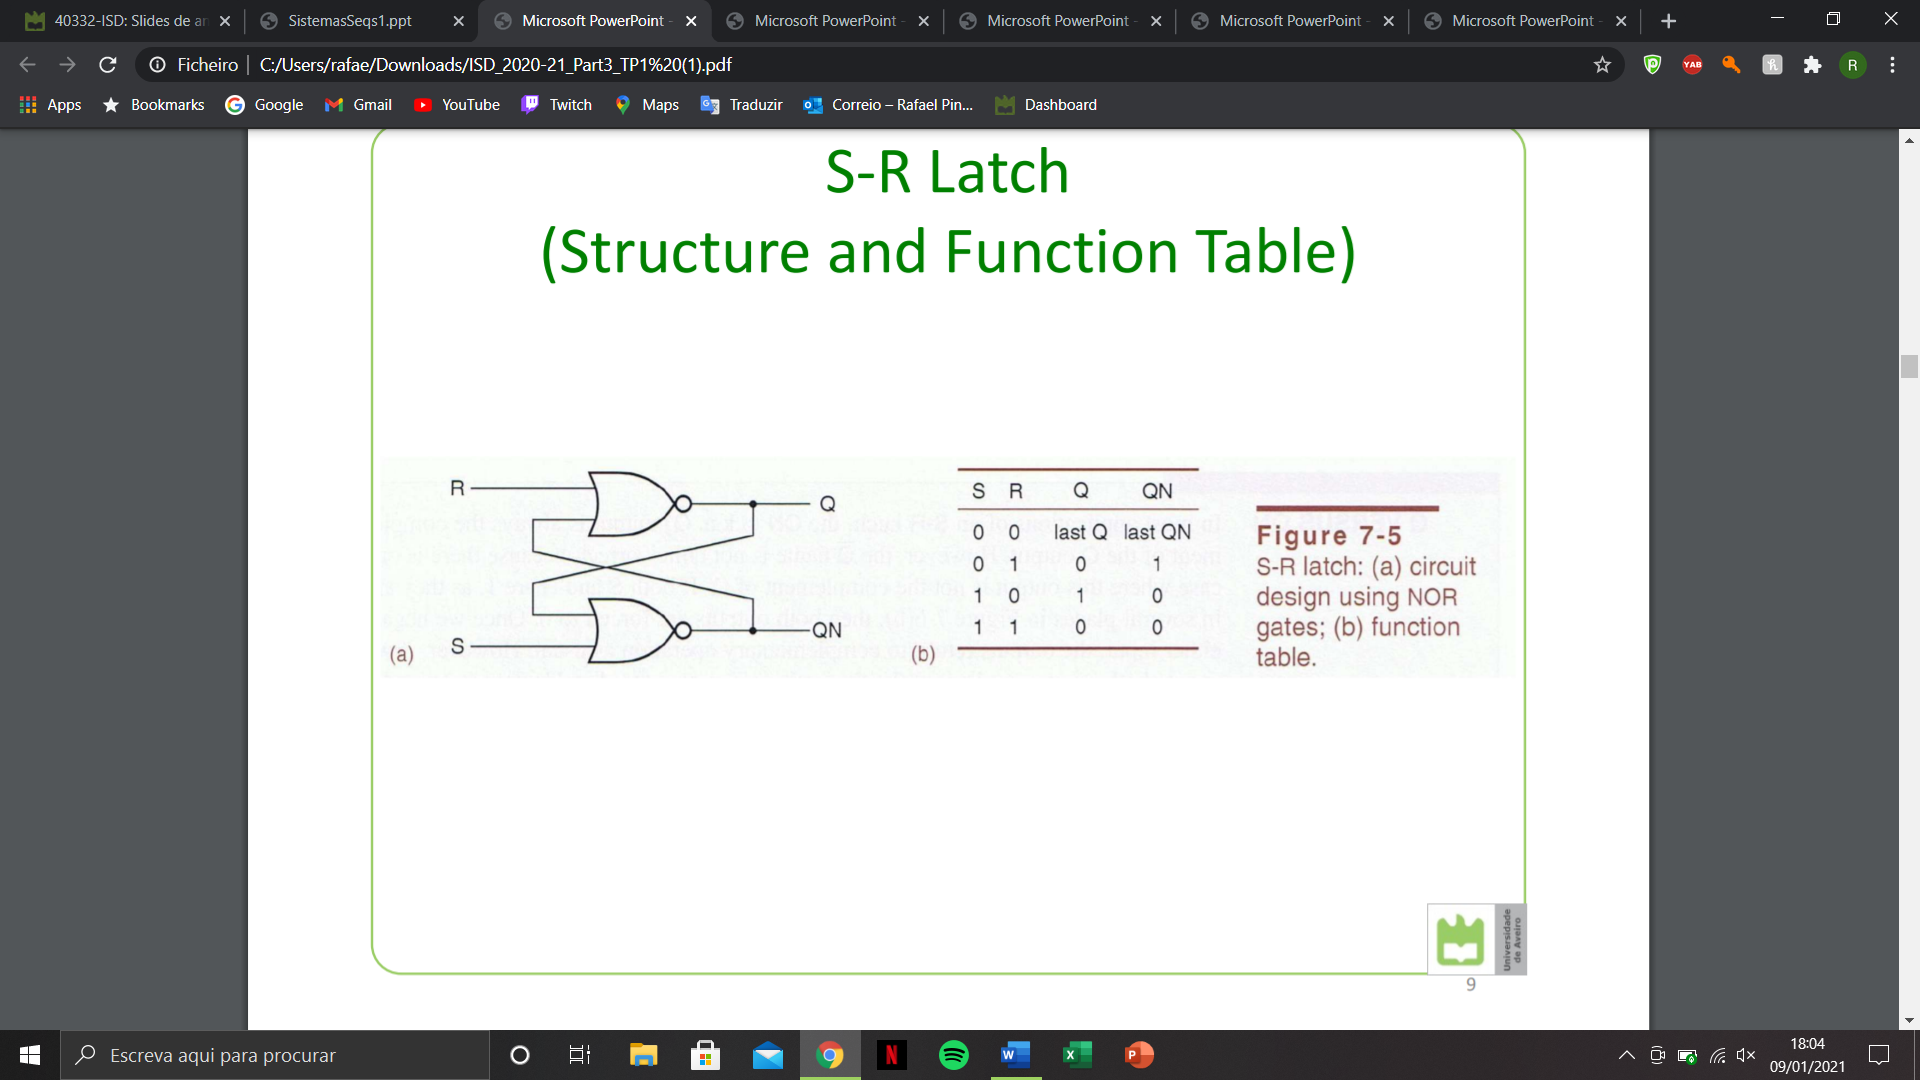 40332-ISD: Slides de a
SistemasSeqs1.ppt
Microsoft PowerPoint -
Microsoft PowerPoint -
Microsoft PowerPoint -
Microsoft PowerPoint -
Microsoft PowerPoint -
Ficheiro
C:/Users/rafae/Downloads/ISD_2020-21_Part3_TP1%20(1).pdf
YAB
R
Apps
Bookmarks
Google
Gmail
YouTube
Twitch
Maps
Traduzir
Correio – Rafael Pin...
Dashboard
S-R Latch
(Structure and Function Table)
R
Q
S
QN
(a)
S R Q QN
0 0 last Q last QN
0 1 0 1
1 0 1 0
1 1 0 0
(b)
Figure 7-5
S-R latch: (a) circuit
design using NOR
gates; (b) function
table.
Universidade
de Aveiro
9
Escreva aqui para procurar
18:04
09/01/2021